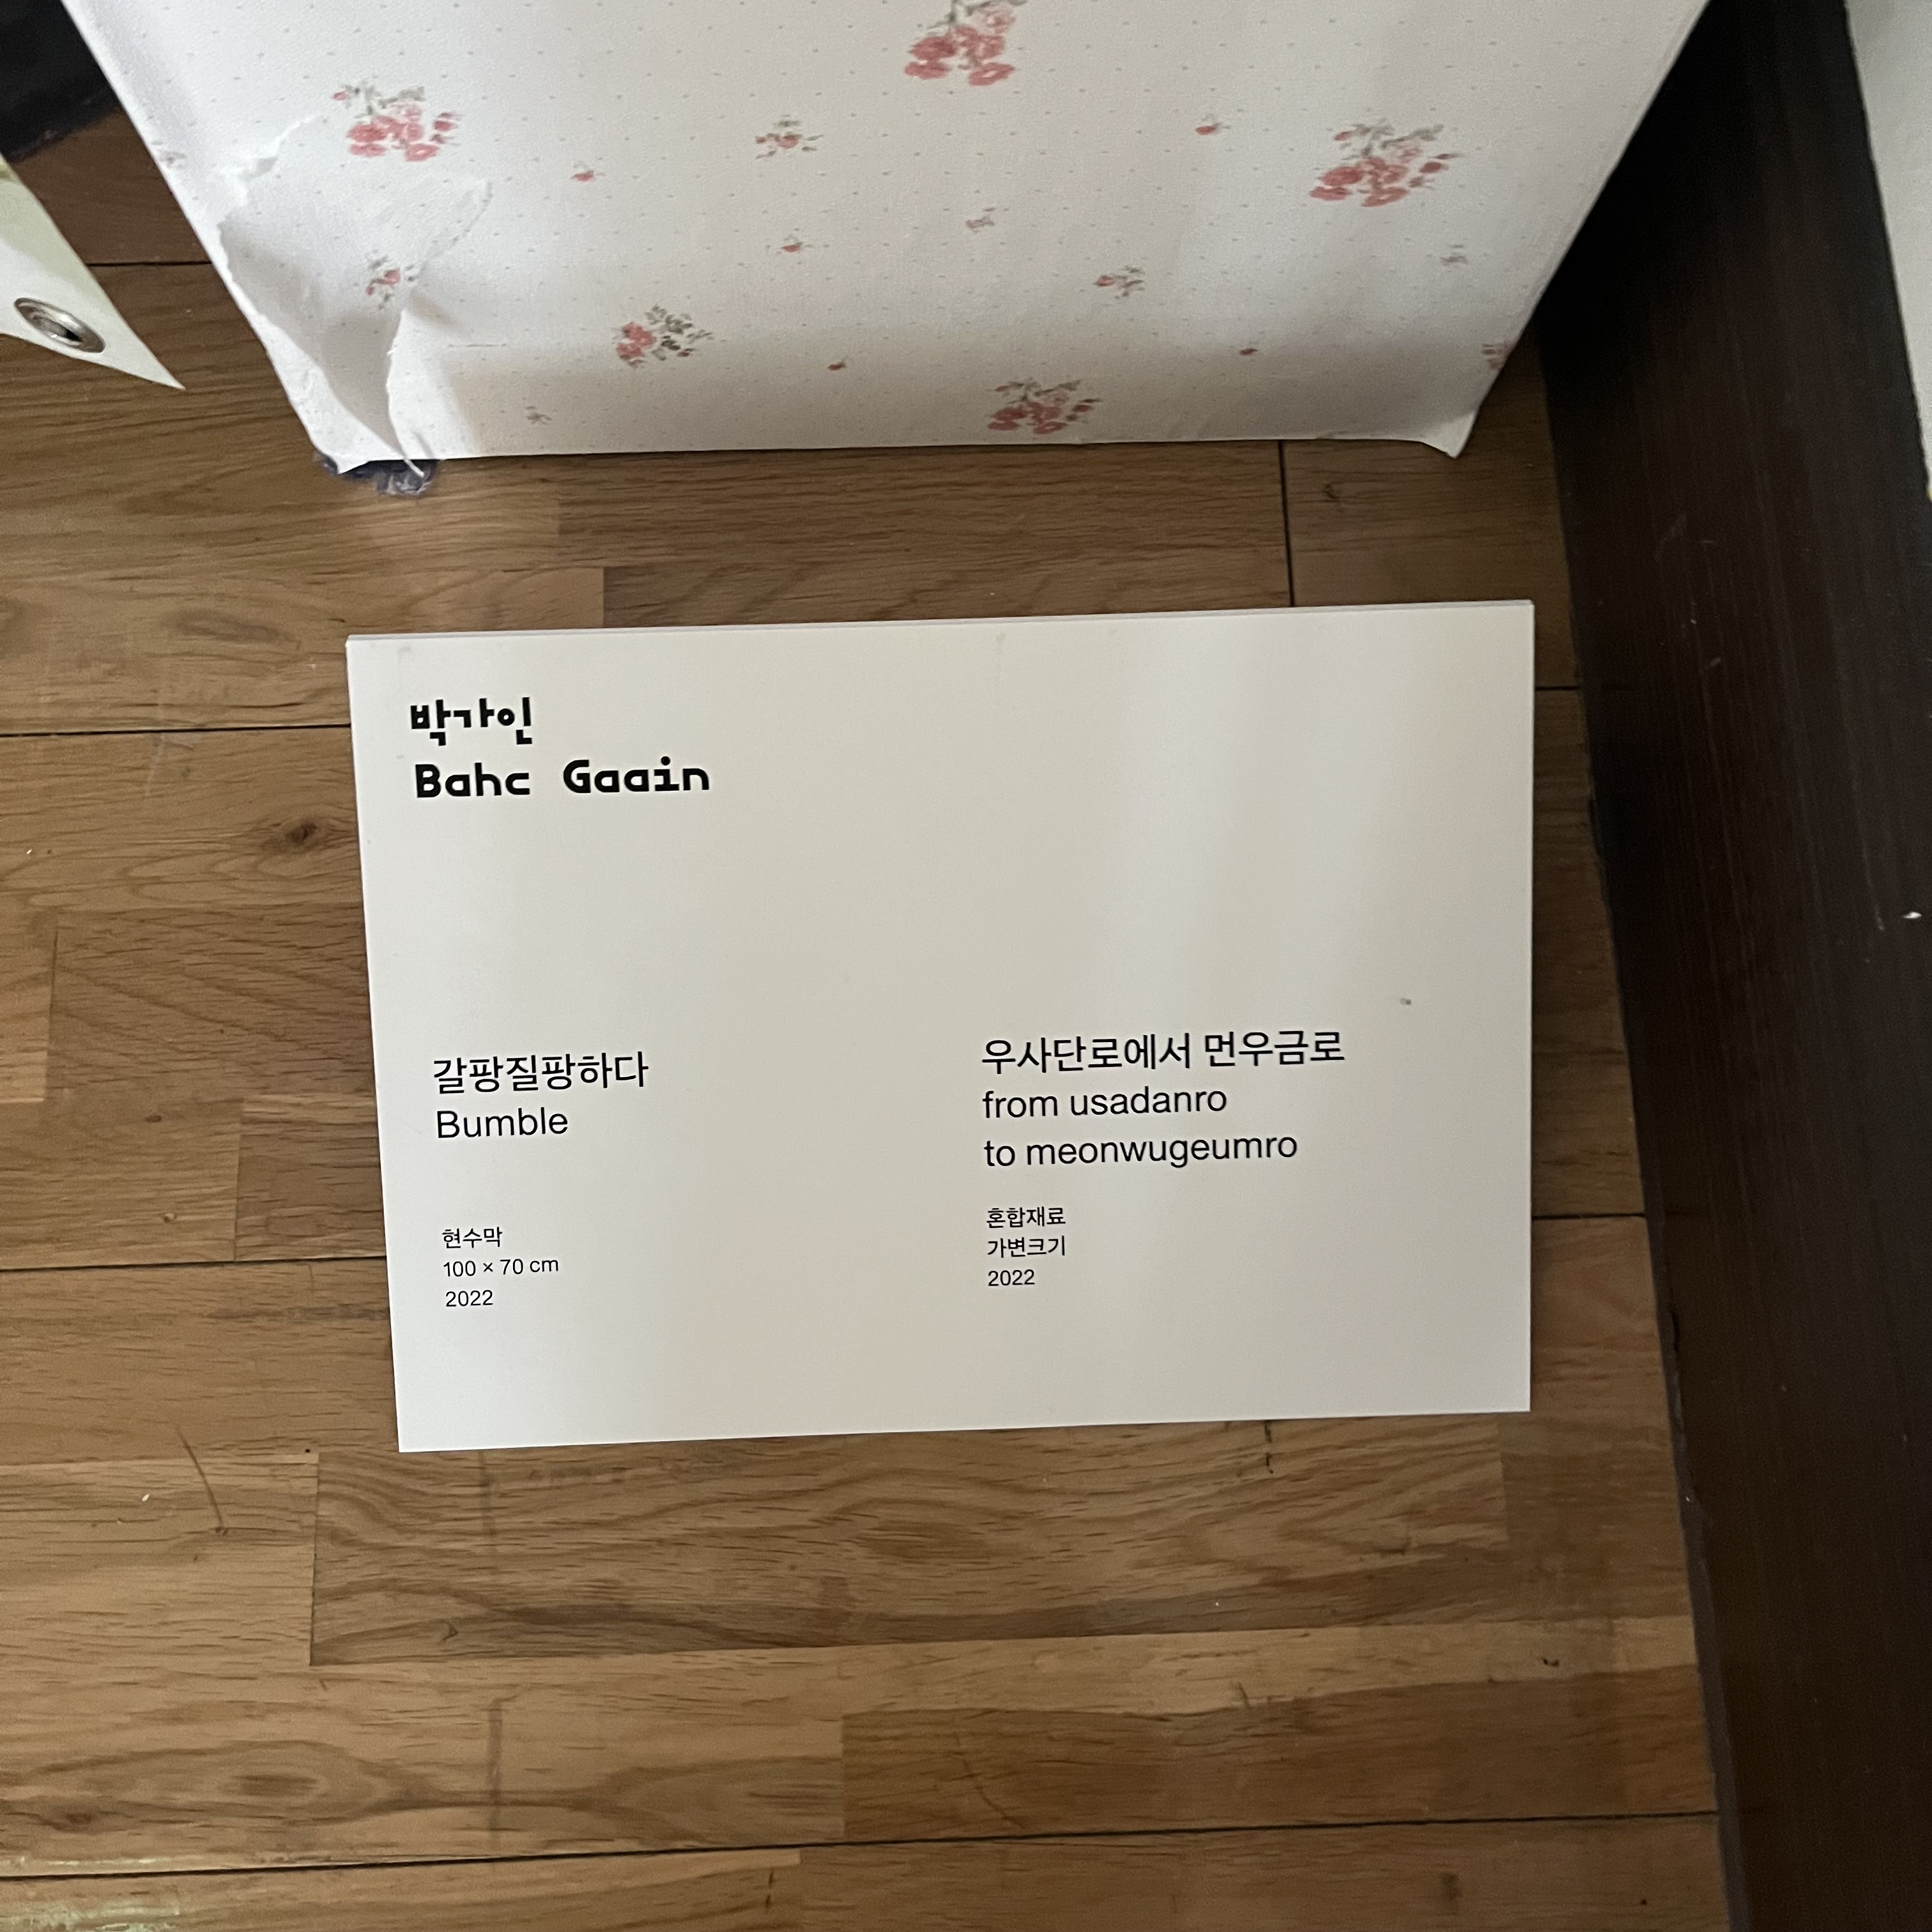 박가인
Bahc Gaain
갈팡질팡하다
Bumble
현수막
100 × 70 cm
2022
우사단로에서 먼우금로
from usadanro
to meonwugeumro
혼합재료
가변크기
2022